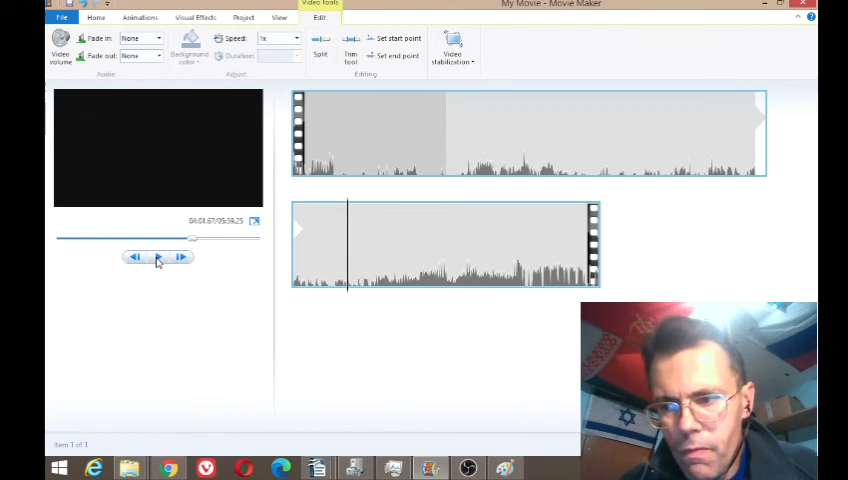 Video Tools
My Movie - Movie Maker
File Home Animations Visual Effects Project View Edit
Video volume
Fade in: None
Fade out: None
Audio
Background color
Speed: 1x
Duration:
Adjust
Split
Trim tool
Set start point
Set end point
Editing
Video stabilization
04:01.67/05:59.25
Item 1 of 1